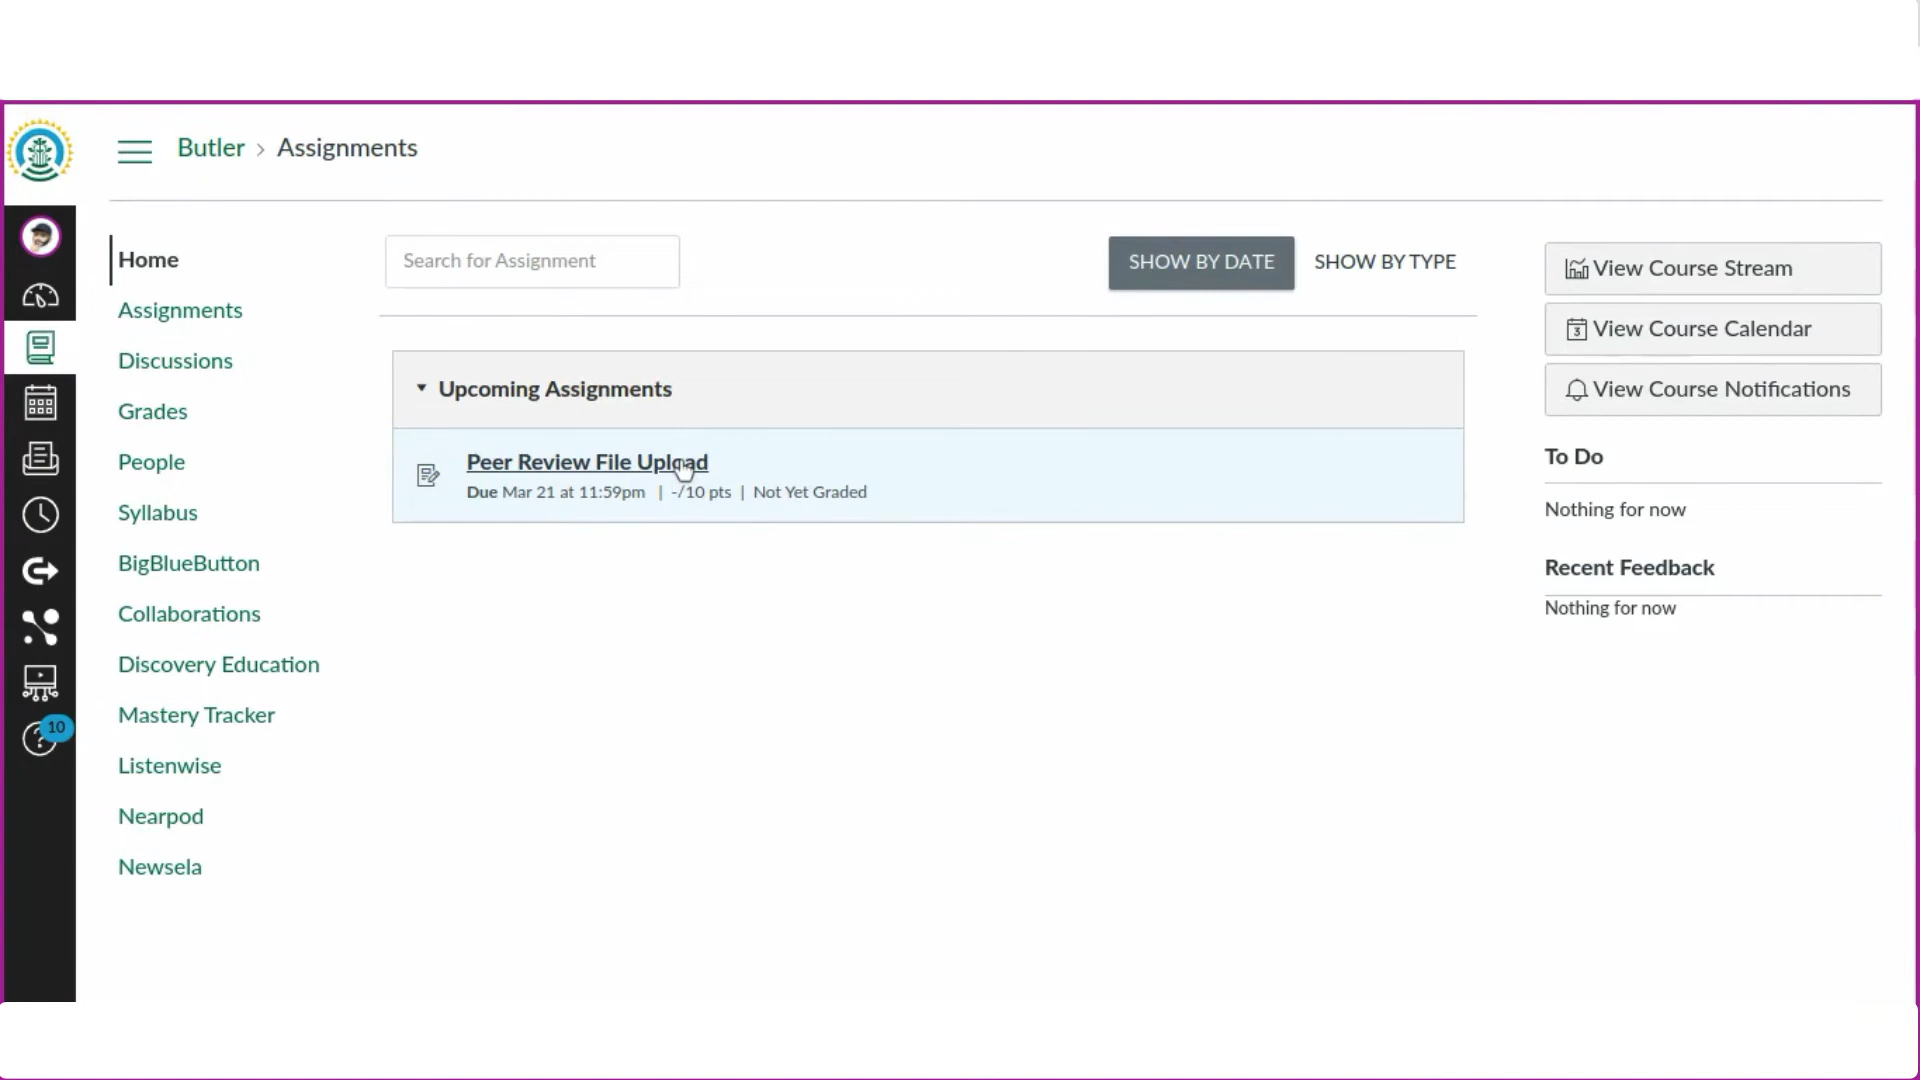 Butler > Assignments
Home
Assignments
Discussions
Grades
People
Syllabus
BigBlueButton
Collaborations
Discovery Education
Mastery Tracker
Listenwise
Nearpod
Newsela
10
Search for Assignment
SHOW BY DATE SHOW BY TYPE
Upcoming Assignments
Peer Review File Upload
Due Mar 21 at 11:59pm | -/10 pts | Not Yet Graded
View Course Stream
3 View Course Calendar
View Course Notifications
To Do
Nothing for now
Recent Feedback
Nothing for now